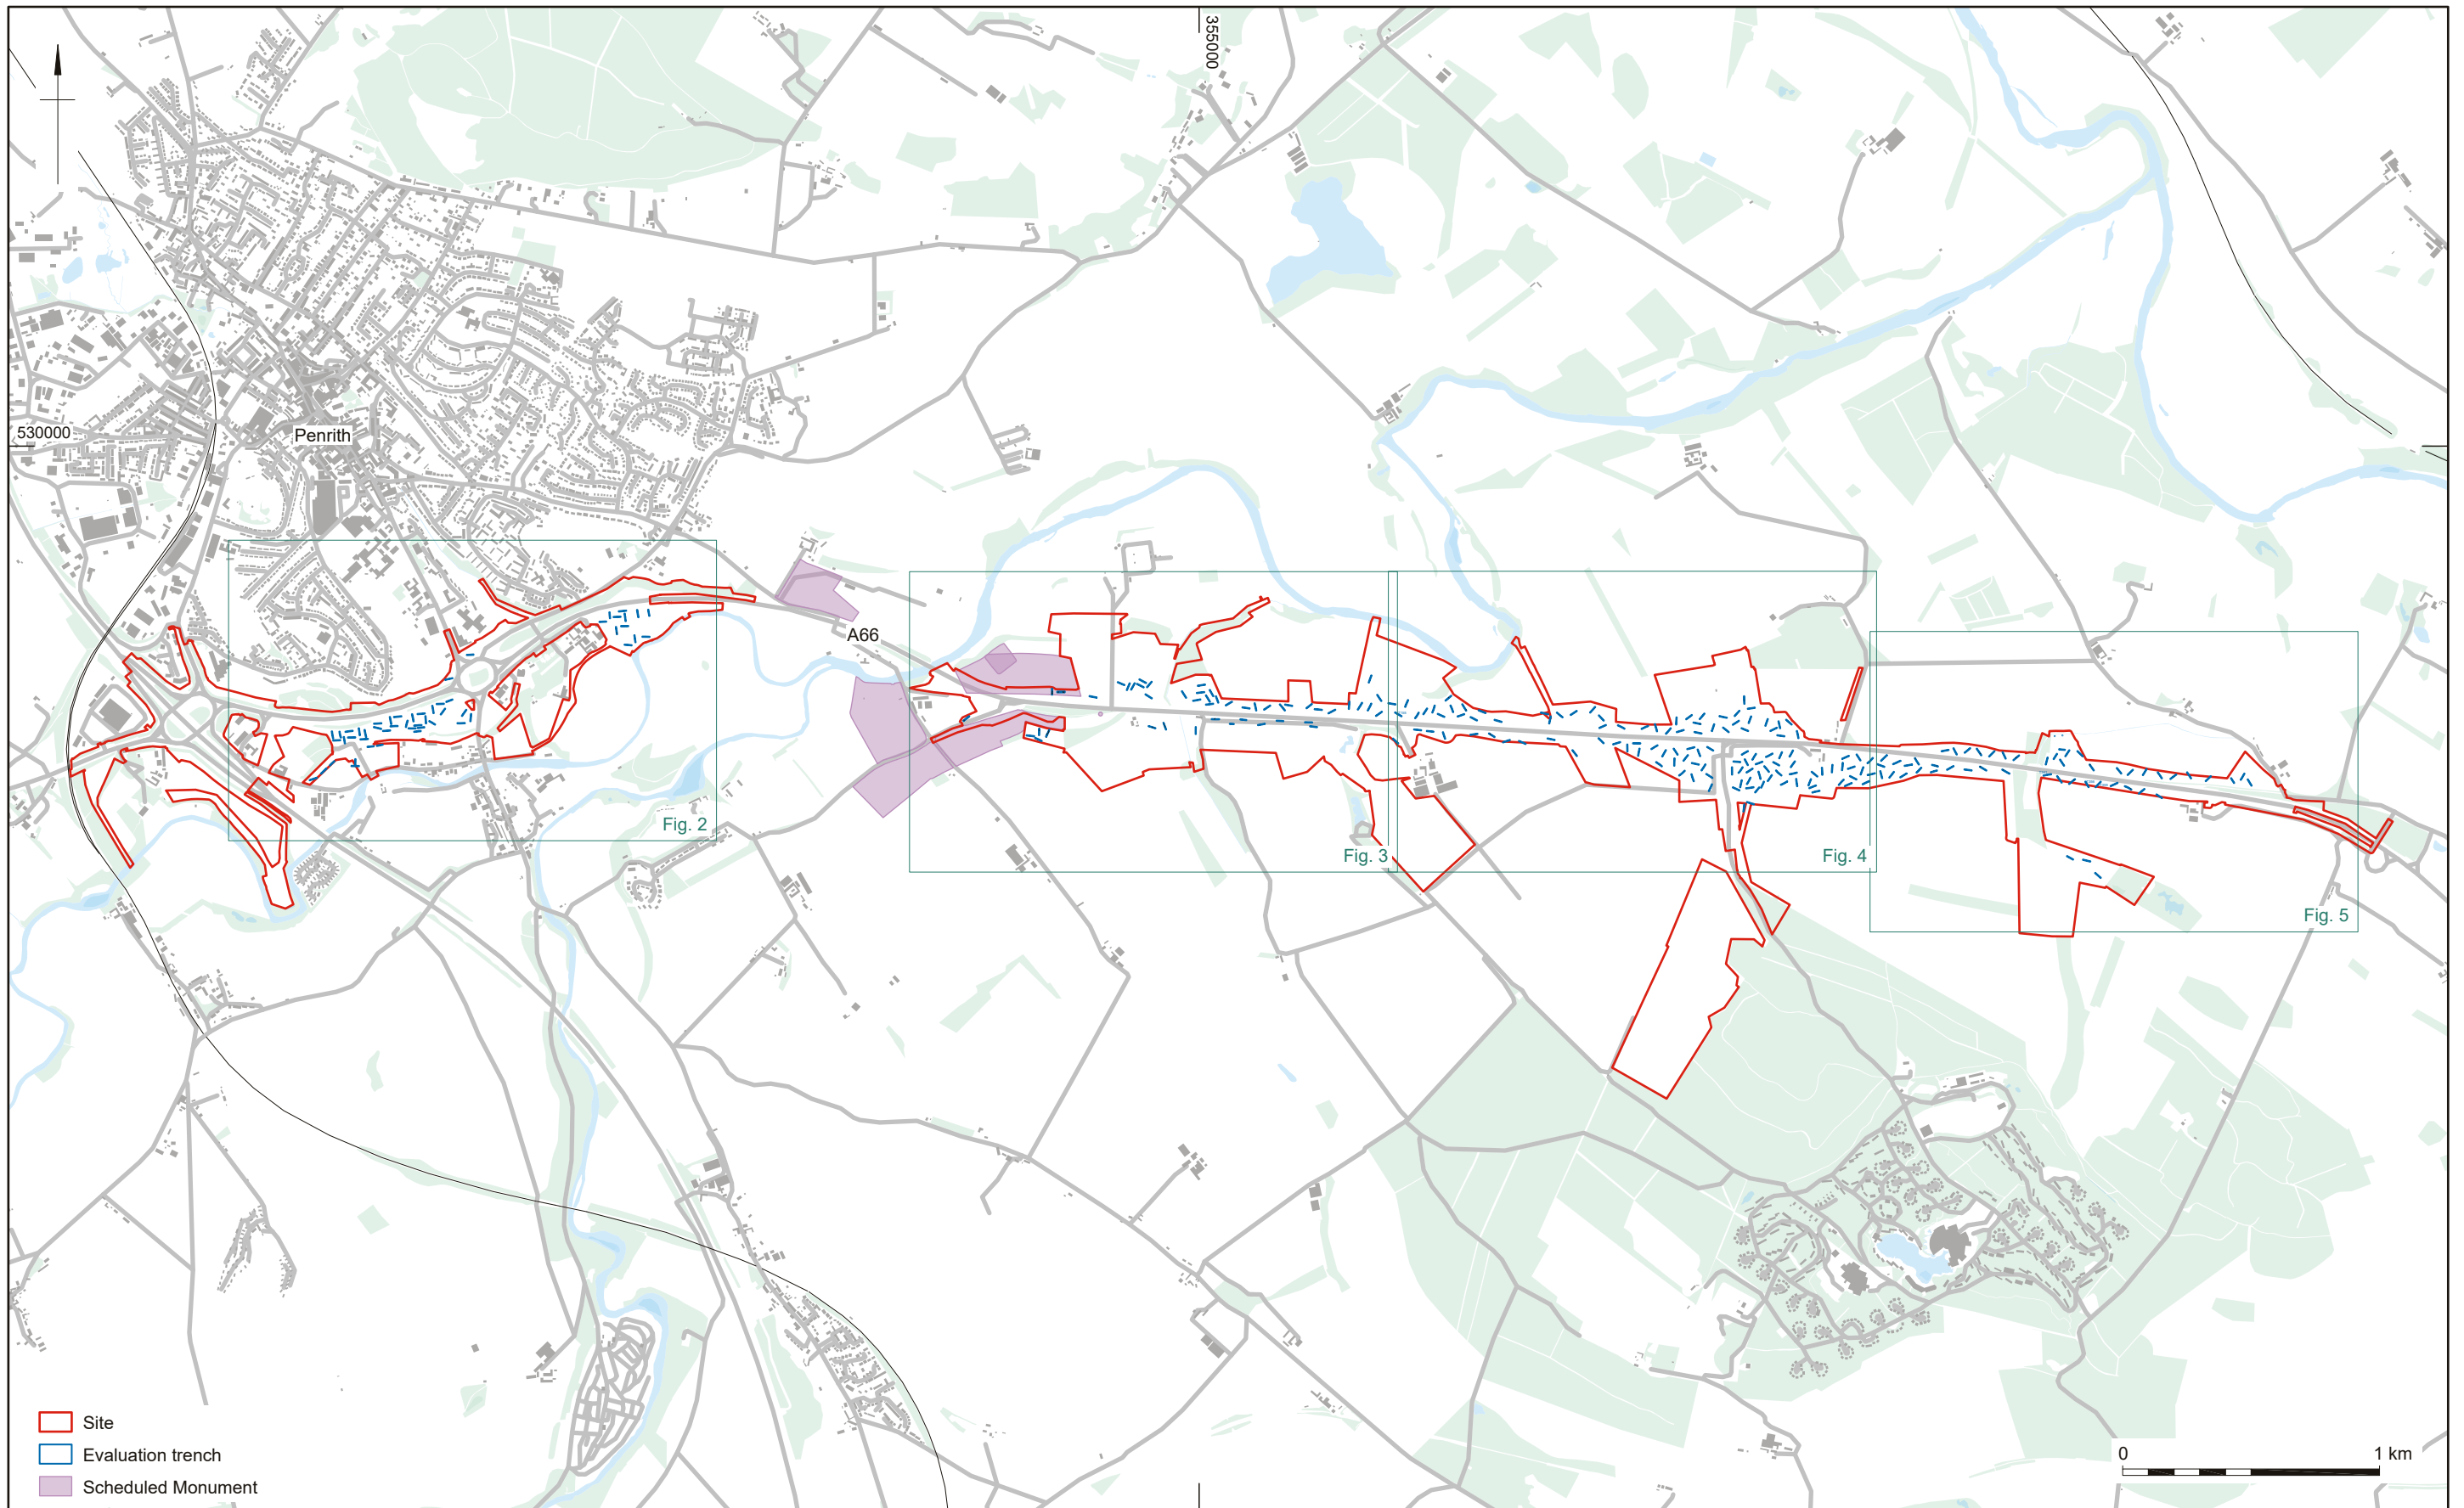 355000
530000
Penrith
A66
Fig. 2
Fig. 3
Fig. 4
Fig. 5
Site
Evaluation trench
Scheduled Monument
0 1 km